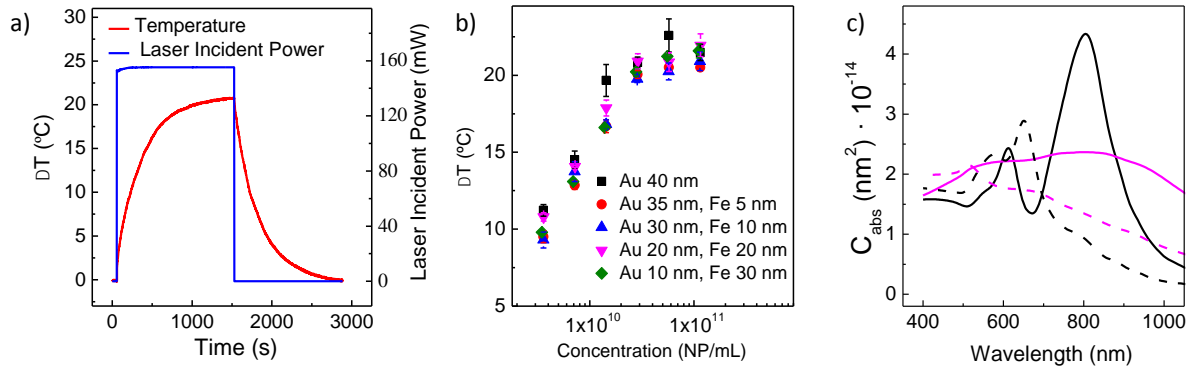 a)
30
25
20
15
10
5
0
DT (ºC)
Temperature
Laser Incident Power
160
120
80
40
0
Laser Incident Power (mW)
0
1000
2000
3000
Time (s)
b)
20
15
10
5
DT (ºC)
Au 40 nm
Au 35 nm, Fe 5 nm
Au 30 nm, Fe 10 nm
Au 20 nm, Fe 20 nm
Au 10 nm, Fe 30 nm
1x10¹⁰
1x10¹¹
Concentration (NP/mL)
c)
4
3
2
1
0
C_abs (nm²) · 10⁻¹⁴
400
600
800
1000
Wavelength (nm)